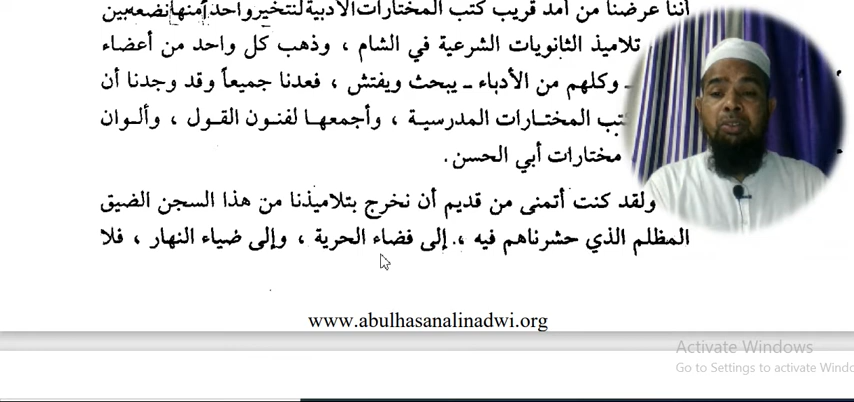 أننا عرضنا من أمد قريب كتب المختارات الأدبية لنتخير واحداً منها نضعه بين
تلاميذ الثانويات الشرعية في الشام ، وذهب كل واحد من أعضاء
ـ وكلهم من الأدباء ـ يبحث ويفتش ، فعدنا جميعاً وقد وجدنا أن
كتب المختارات المدرسية ، وأجمعها لفنون القول ، وألوان
مختارات أبي الحسن .
ولقد كنت أتمنى من قديم أن نخرج بتلاميذنا من هذا السجن الضيق
المظلم الذي حشرناهم فيه ، إلى فضاء الحرية ، وإلى ضياء النهار ، فلا
www.abulhasanalinadwi.org
Activate Windows
Go to Settings to activate Windo